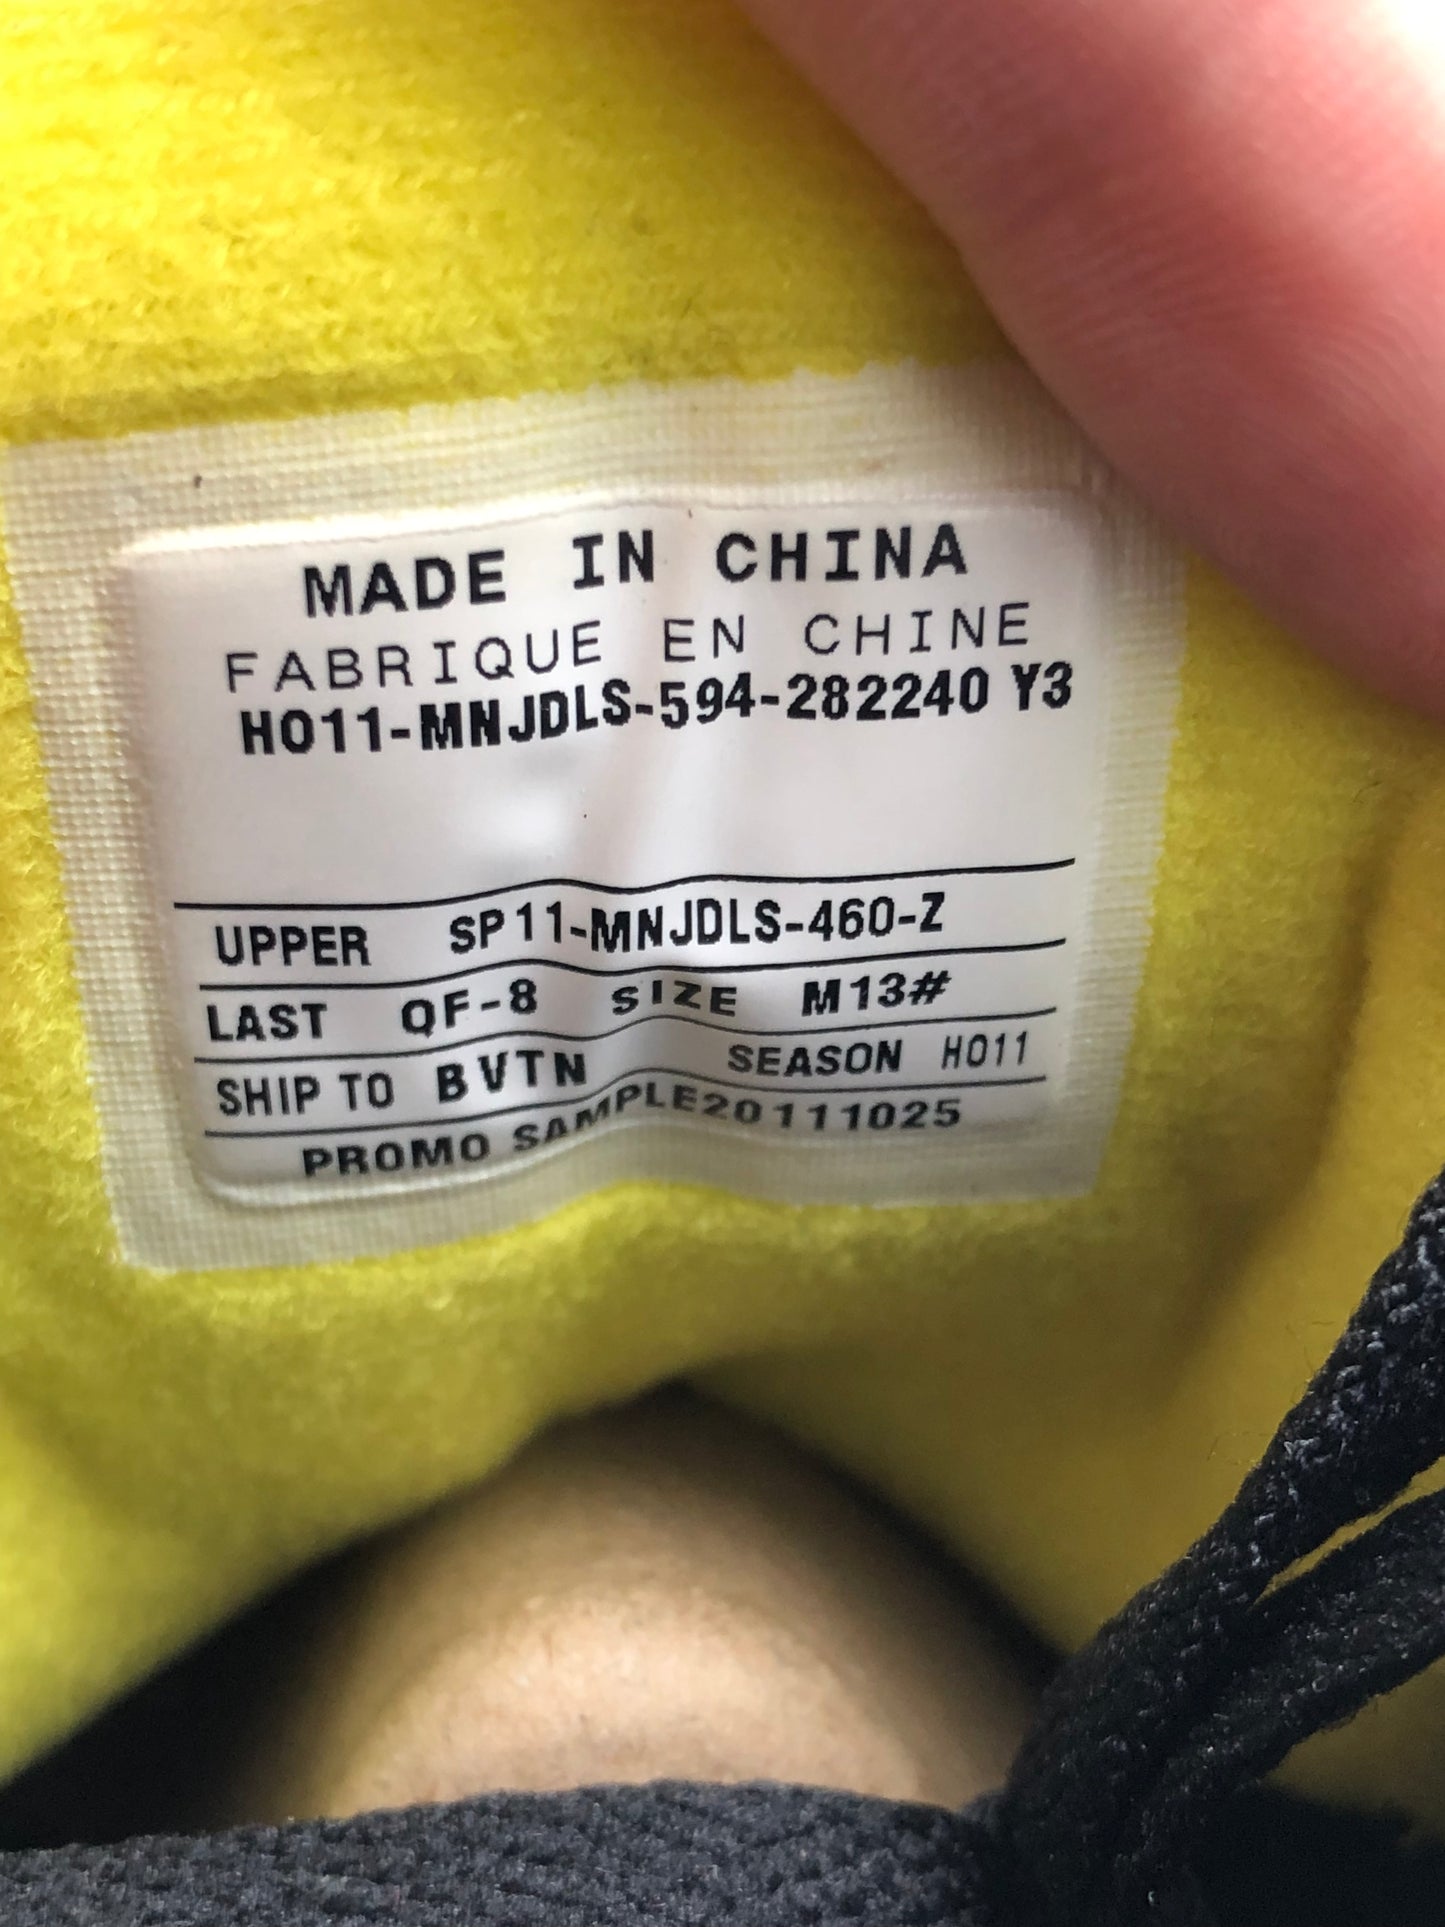 MADE IN CHINA
FABRIQUE EN CHINE
HO11-MNJDLS-594-282240 Y3
UPPER SP11-MNJDLS-460-Z
LAST QF-8 SIZE M13#
SHIP TO BVTN SEASON HO11
PROMO SAMPLE20111025